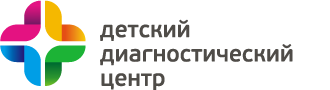 детский
диагностический
центр